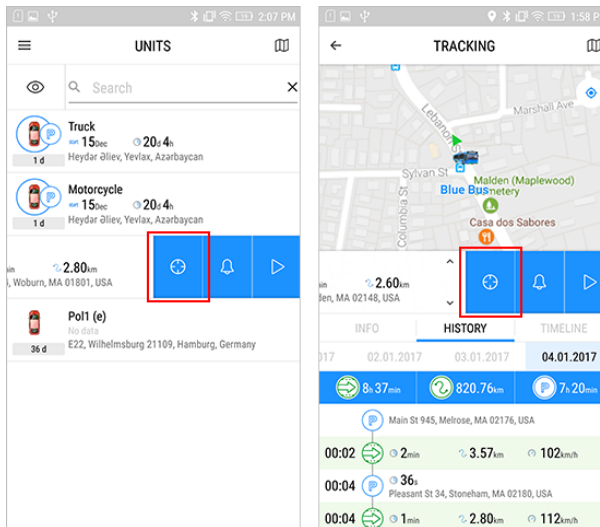 2:07 PM
UNITS
Search
Truck
15Dec 20d 4h
1 d
Heydər Əliev, Yevlax, Azərbaycan
Motorcycle
15Dec 20d 4h
1 d
Heydər Əliev, Yevlax, Azərbaycan
in 2.80km
, Woburn, MA 01801, USA
Pol1 (e)
No data
36 d
E22, Wilhelmsburg 21109, Hamburg, Germany
1:58 P
TRACKING
Marshall Ave
Lebanon
Sylvan St
Malden (Maplewood)
Blue Bus
metery
Columbia St
Casa dos Sabores
in 2.60km
den, MA 02148, USA
INFO HISTORY TIMELINE
017 02.01.2017 03.01.2017 04.01.2017
8h 37min 820.76km P 7h 20min
P Main St 945, Melrose, MA 02176, USA
00:02 2min 3.57km 102km/h
00:04 P 36s
Pleasant St 34, Stoneham, MA 02180, USA
00:04 1min 2.80km 112km/h